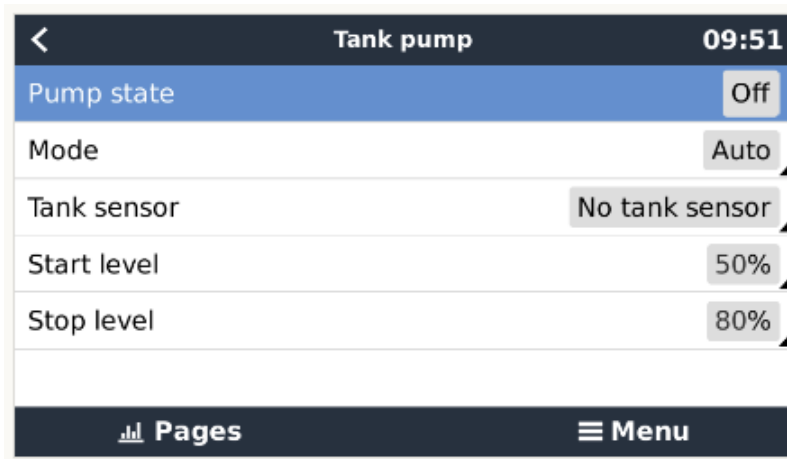 Tank pump 09:51
Pump state Off
Mode Auto
Tank sensor No tank sensor
Start level 50%
Stop level 80%
Pages Menu